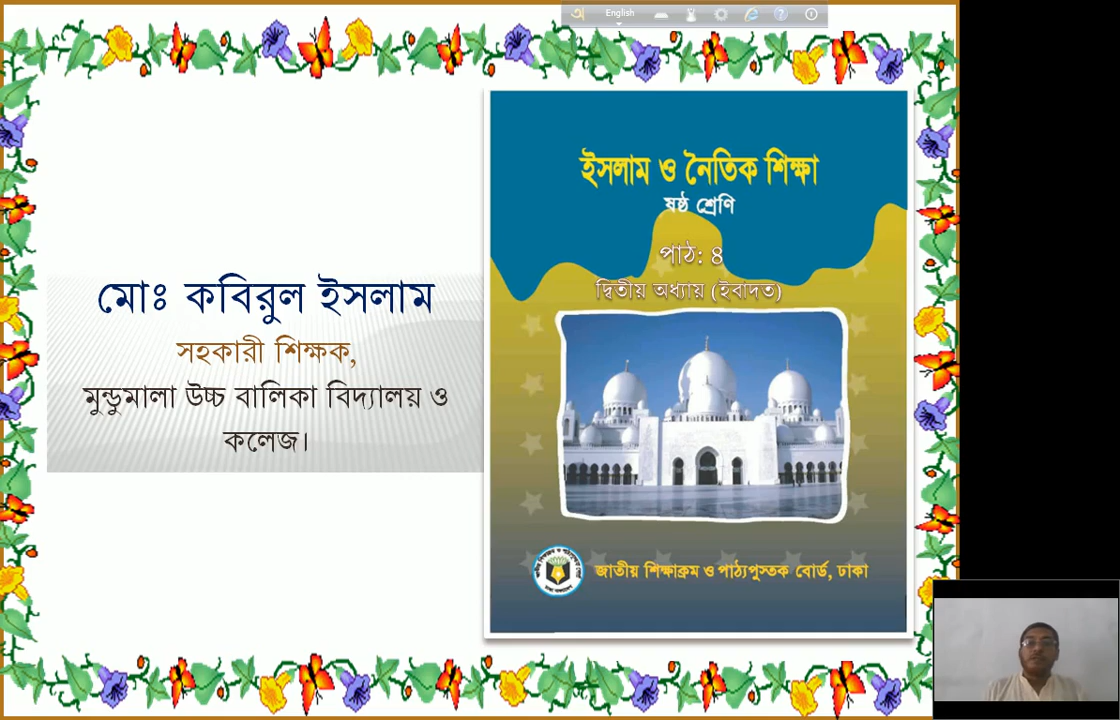 English
মোঃ কবিরুল ইসলাম
সহকারী শিক্ষক,
মুন্ডুমালা উচ্চ বালিকা বিদ্যালয় ও
কলেজ।
ইসলাম ও নৈতিক শিক্ষা
ষষ্ঠ শ্রেণি
পাঠ: ৪
দ্বিতীয় অধ্যায় (ইবাদত)
জাতীয় শিক্ষাক্রম ও পাঠ্যপুস্তক বোর্ড, ঢাকা